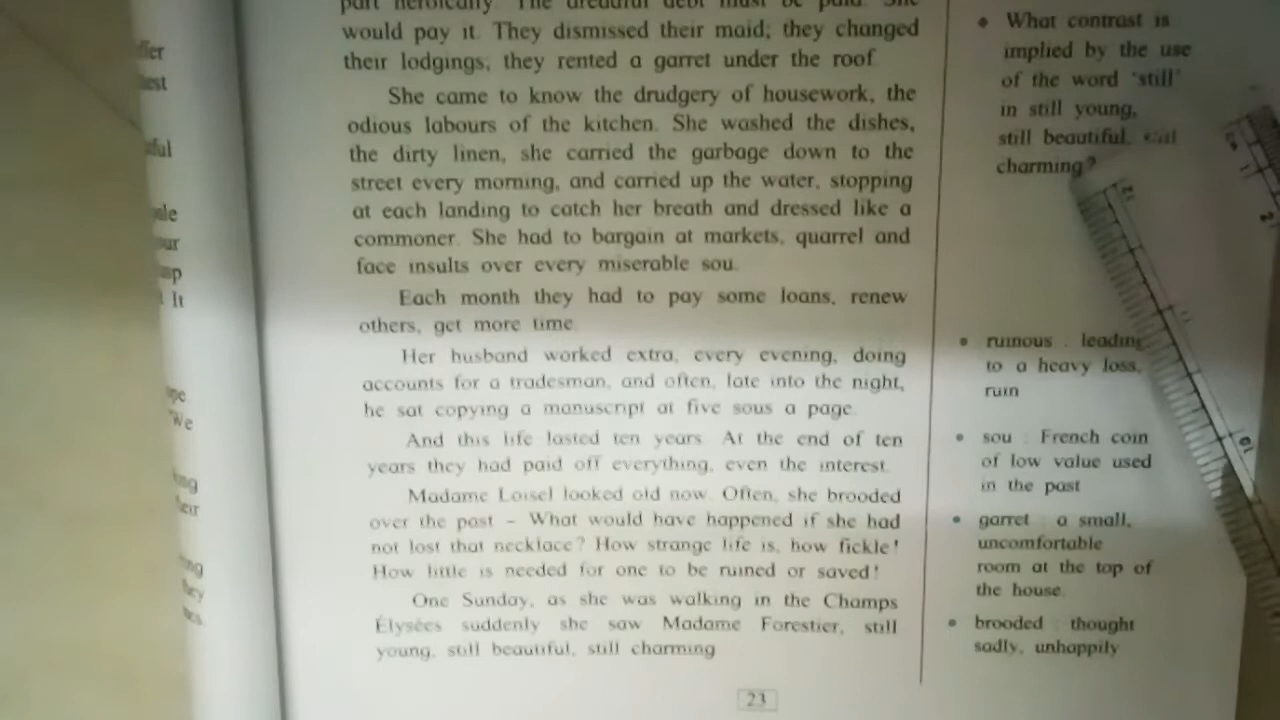 would pay it. They dismissed their maid; they changed
their lodgings, they rented a garret under the roof
She came to know the drudgery of housework, the
odious labours of the kitchen. She washed the dishes,
the dirty linen, she carried the garbage down to the
street every morning, and carried up the water, stopping
at each landing to catch her breath and dressed like a
commoner. She had to bargain at markets, quarrel and
face insults over every miserable sou.
Each month they had to pay some loans, renew
others, get more time.
Her husband worked extra, every evening, doing
accounts for a tradesman, and often, late into the night,
he sat copying a manuscript at five sous a page.
And this life lasted ten years. At the end of ten
years they had paid off everything, even the interest.
Madame Loisel looked old now. Often, she brooded
over the past – What would have happened if she had
not lost that necklace? How strange life is, how fickle!
How little is needed for one to be ruined or saved!
One Sunday, as she was walking in the Champs
Élysées suddenly she saw Madame Forestier, still
young, still beautiful, still charming
23
• What contrast is
implied by the use
of the word 'still'
in still young,
still beautiful,
charming?
• ruinous : leading
to a heavy loss,
ruin
• sou : French coin
of low value used
in the past
• garret : a small,
uncomfortable
room at the top of
the house.
• brooded : thought
sadly, unhappily